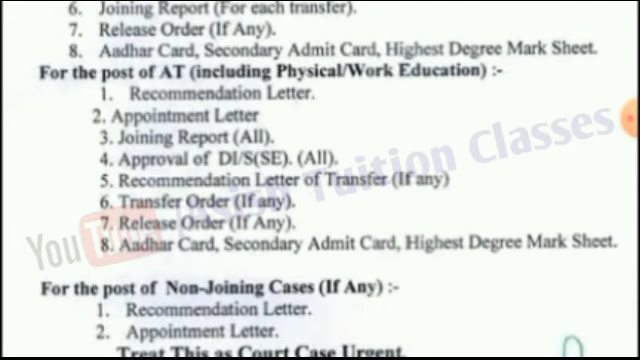 6. Joining Report (For each transfer).
7. Release Order (If Any).
8. Aadhar Card, Secondary Admit Card, Highest Degree Mark Sheet.
For the post of AT (including Physical/Work Education) :-
1. Recommendation Letter.
2. Appointment Letter
3. Joining Report (All).
4. Approval of DI/S(SE). (All).
5. Recommendation Letter of Transfer (If any)
6. Transfer Order (If any).
7. Release Order (If Any).
8. Aadhar Card, Secondary Admit Card, Highest Degree Mark Sheet.
YouTube Tuition Classes
For the post of Non-Joining Cases (If Any) :-
1. Recommendation Letter.
2. Appointment Letter.
Treat This as Court Case Urgent.